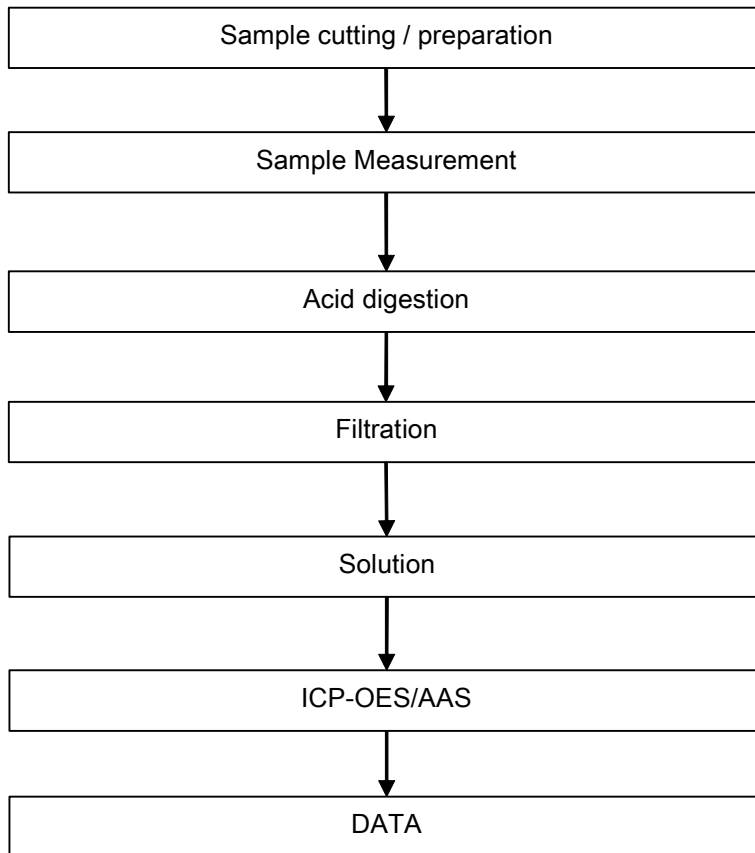 Sample cutting / preparation
Sample Measurement
Acid digestion
Filtration
Solution
ICP-OES/AAS
DATA